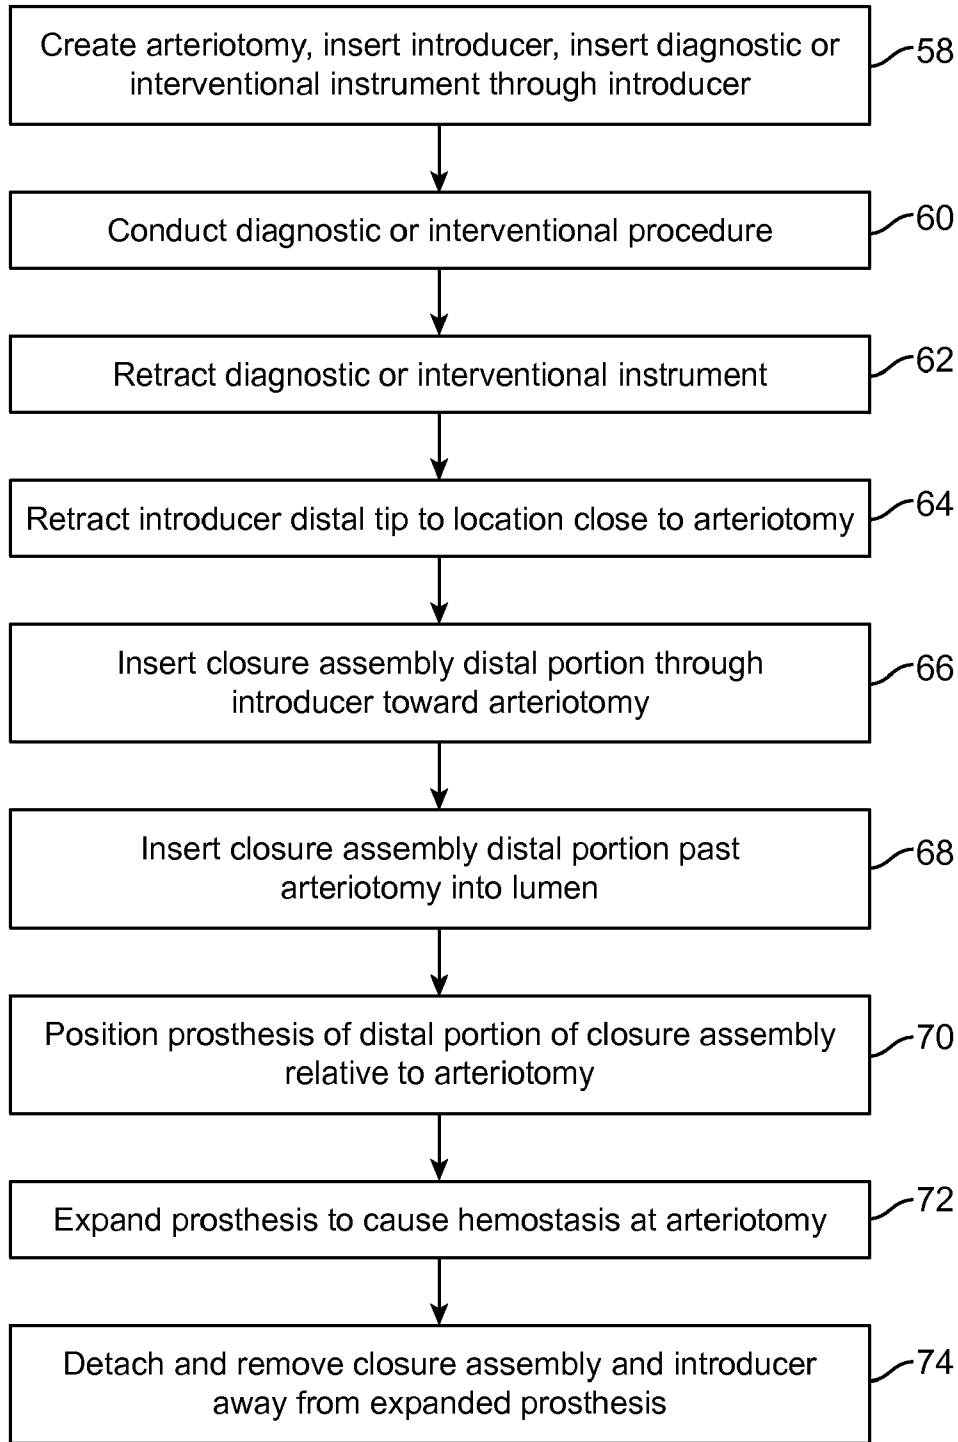 Create arteriotomy, insert introducer, insert diagnostic or
interventional instrument through introducer
58
Conduct diagnostic or interventional procedure
60
Retract diagnostic or interventional instrument
62
Retract introducer distal tip to location close to arteriotomy
64
Insert closure assembly distal portion through
introducer toward arteriotomy
66
Insert closure assembly distal portion past
arteriotomy into lumen
68
Position prosthesis of distal portion of closure assembly
relative to arteriotomy
70
Expand prosthesis to cause hemostasis at arteriotomy
72
Detach and remove closure assembly and introducer
away from expanded prosthesis
74